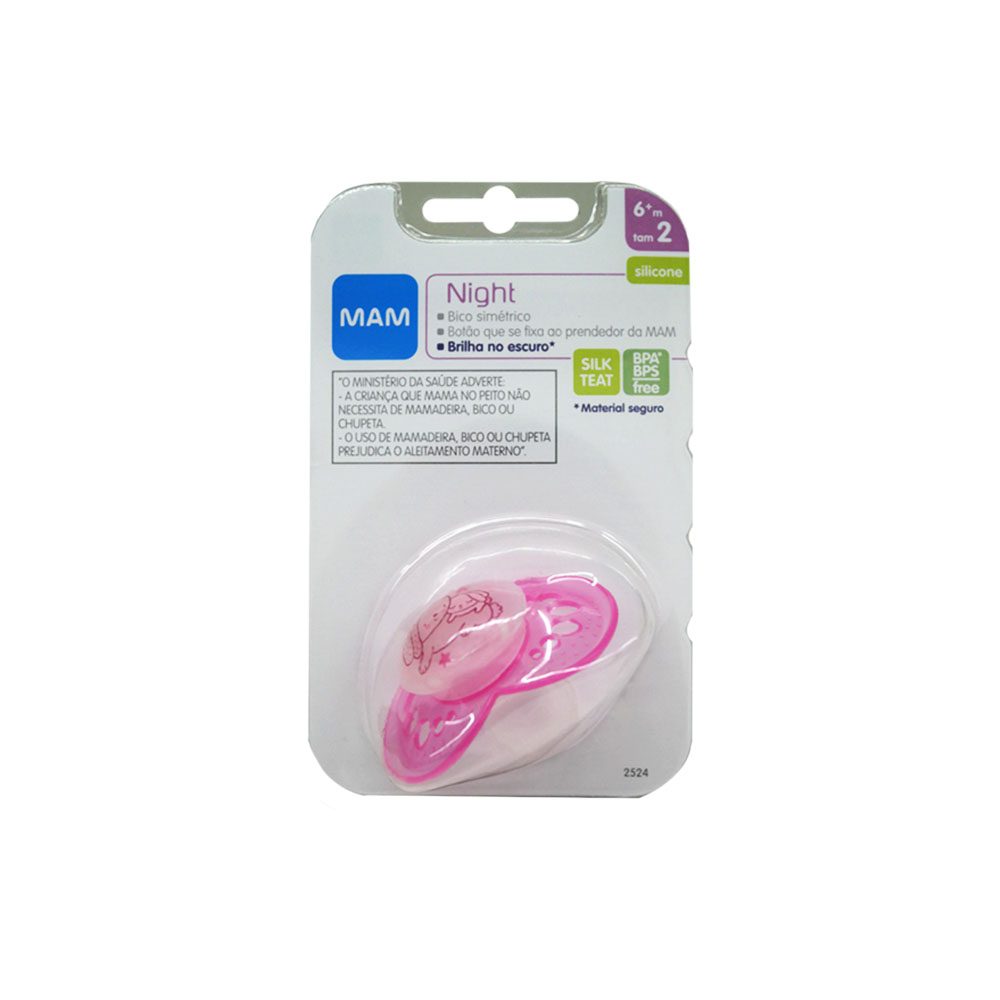 6+m
tam 2
silicone
MAM
Night
Bico simétrico
Botão que se fixa ao prendedor da MAM
Brilha no escuro*
SILK
TEAT
BPA*
BPS
free
*Material seguro
"O MINISTÉRIO DA SAÚDE ADVERTE:
- A CRIANÇA QUE MAMA NO PEITO NÃO
NECESSITA DE MAMADEIRA, BICO OU
CHUPETA.
- O USO DE MAMADEIRA, BICO OU CHUPETA
PREJUDICA O ALEITAMENTO MATERNO".
2524